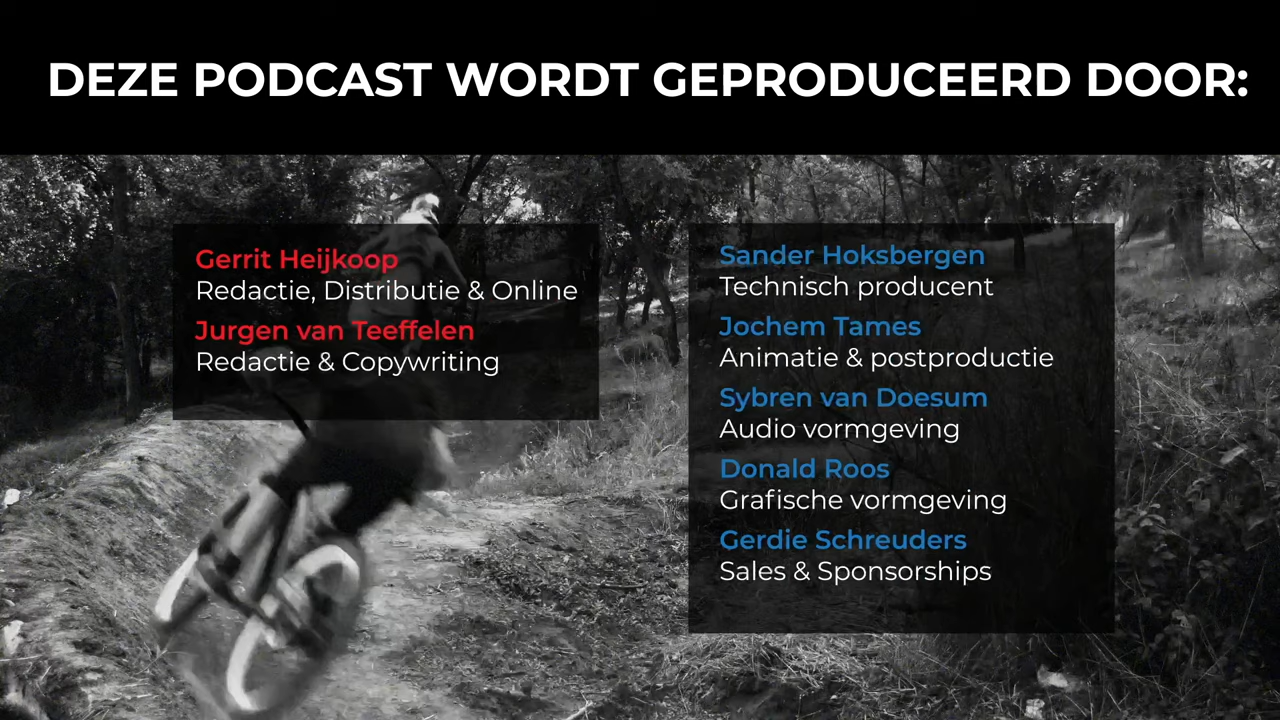 DEZE PODCAST WORDT GEPRODUCEERD DOOR:
Gerrit Heijkoop
Redactie, Distributie & Online
Jurgen van Teeffelen
Redactie & Copywriting
Sander Hoksbergen
Technisch producent
Jochem Tames
Animatie & postproductie
Sybren van Doesum
Audio vormgeving
Donald Roos
Grafische vormgeving
Gerdie Schreuders
Sales & Sponsorships